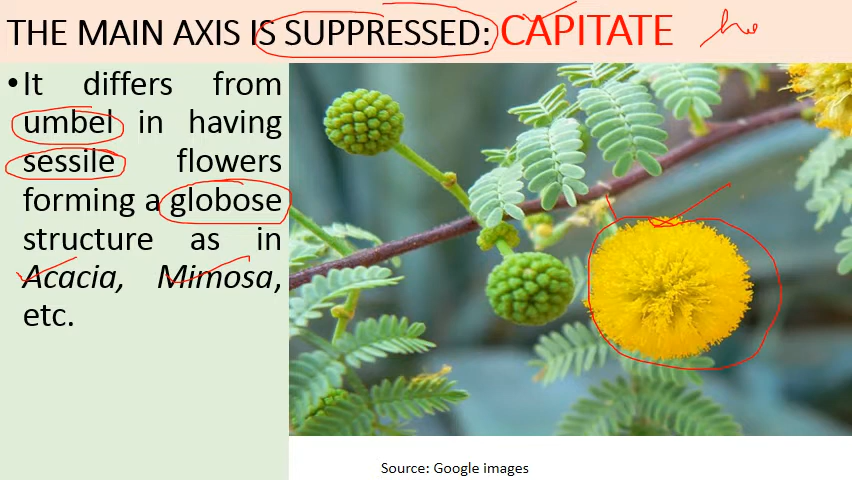 THE MAIN AXIS IS SUPPRESSED: CAPITATE
•It differs from
umbel in having
sessile flowers
forming a globose
structure as in
Acacia, Mimosa,
etc.
Source: Google images